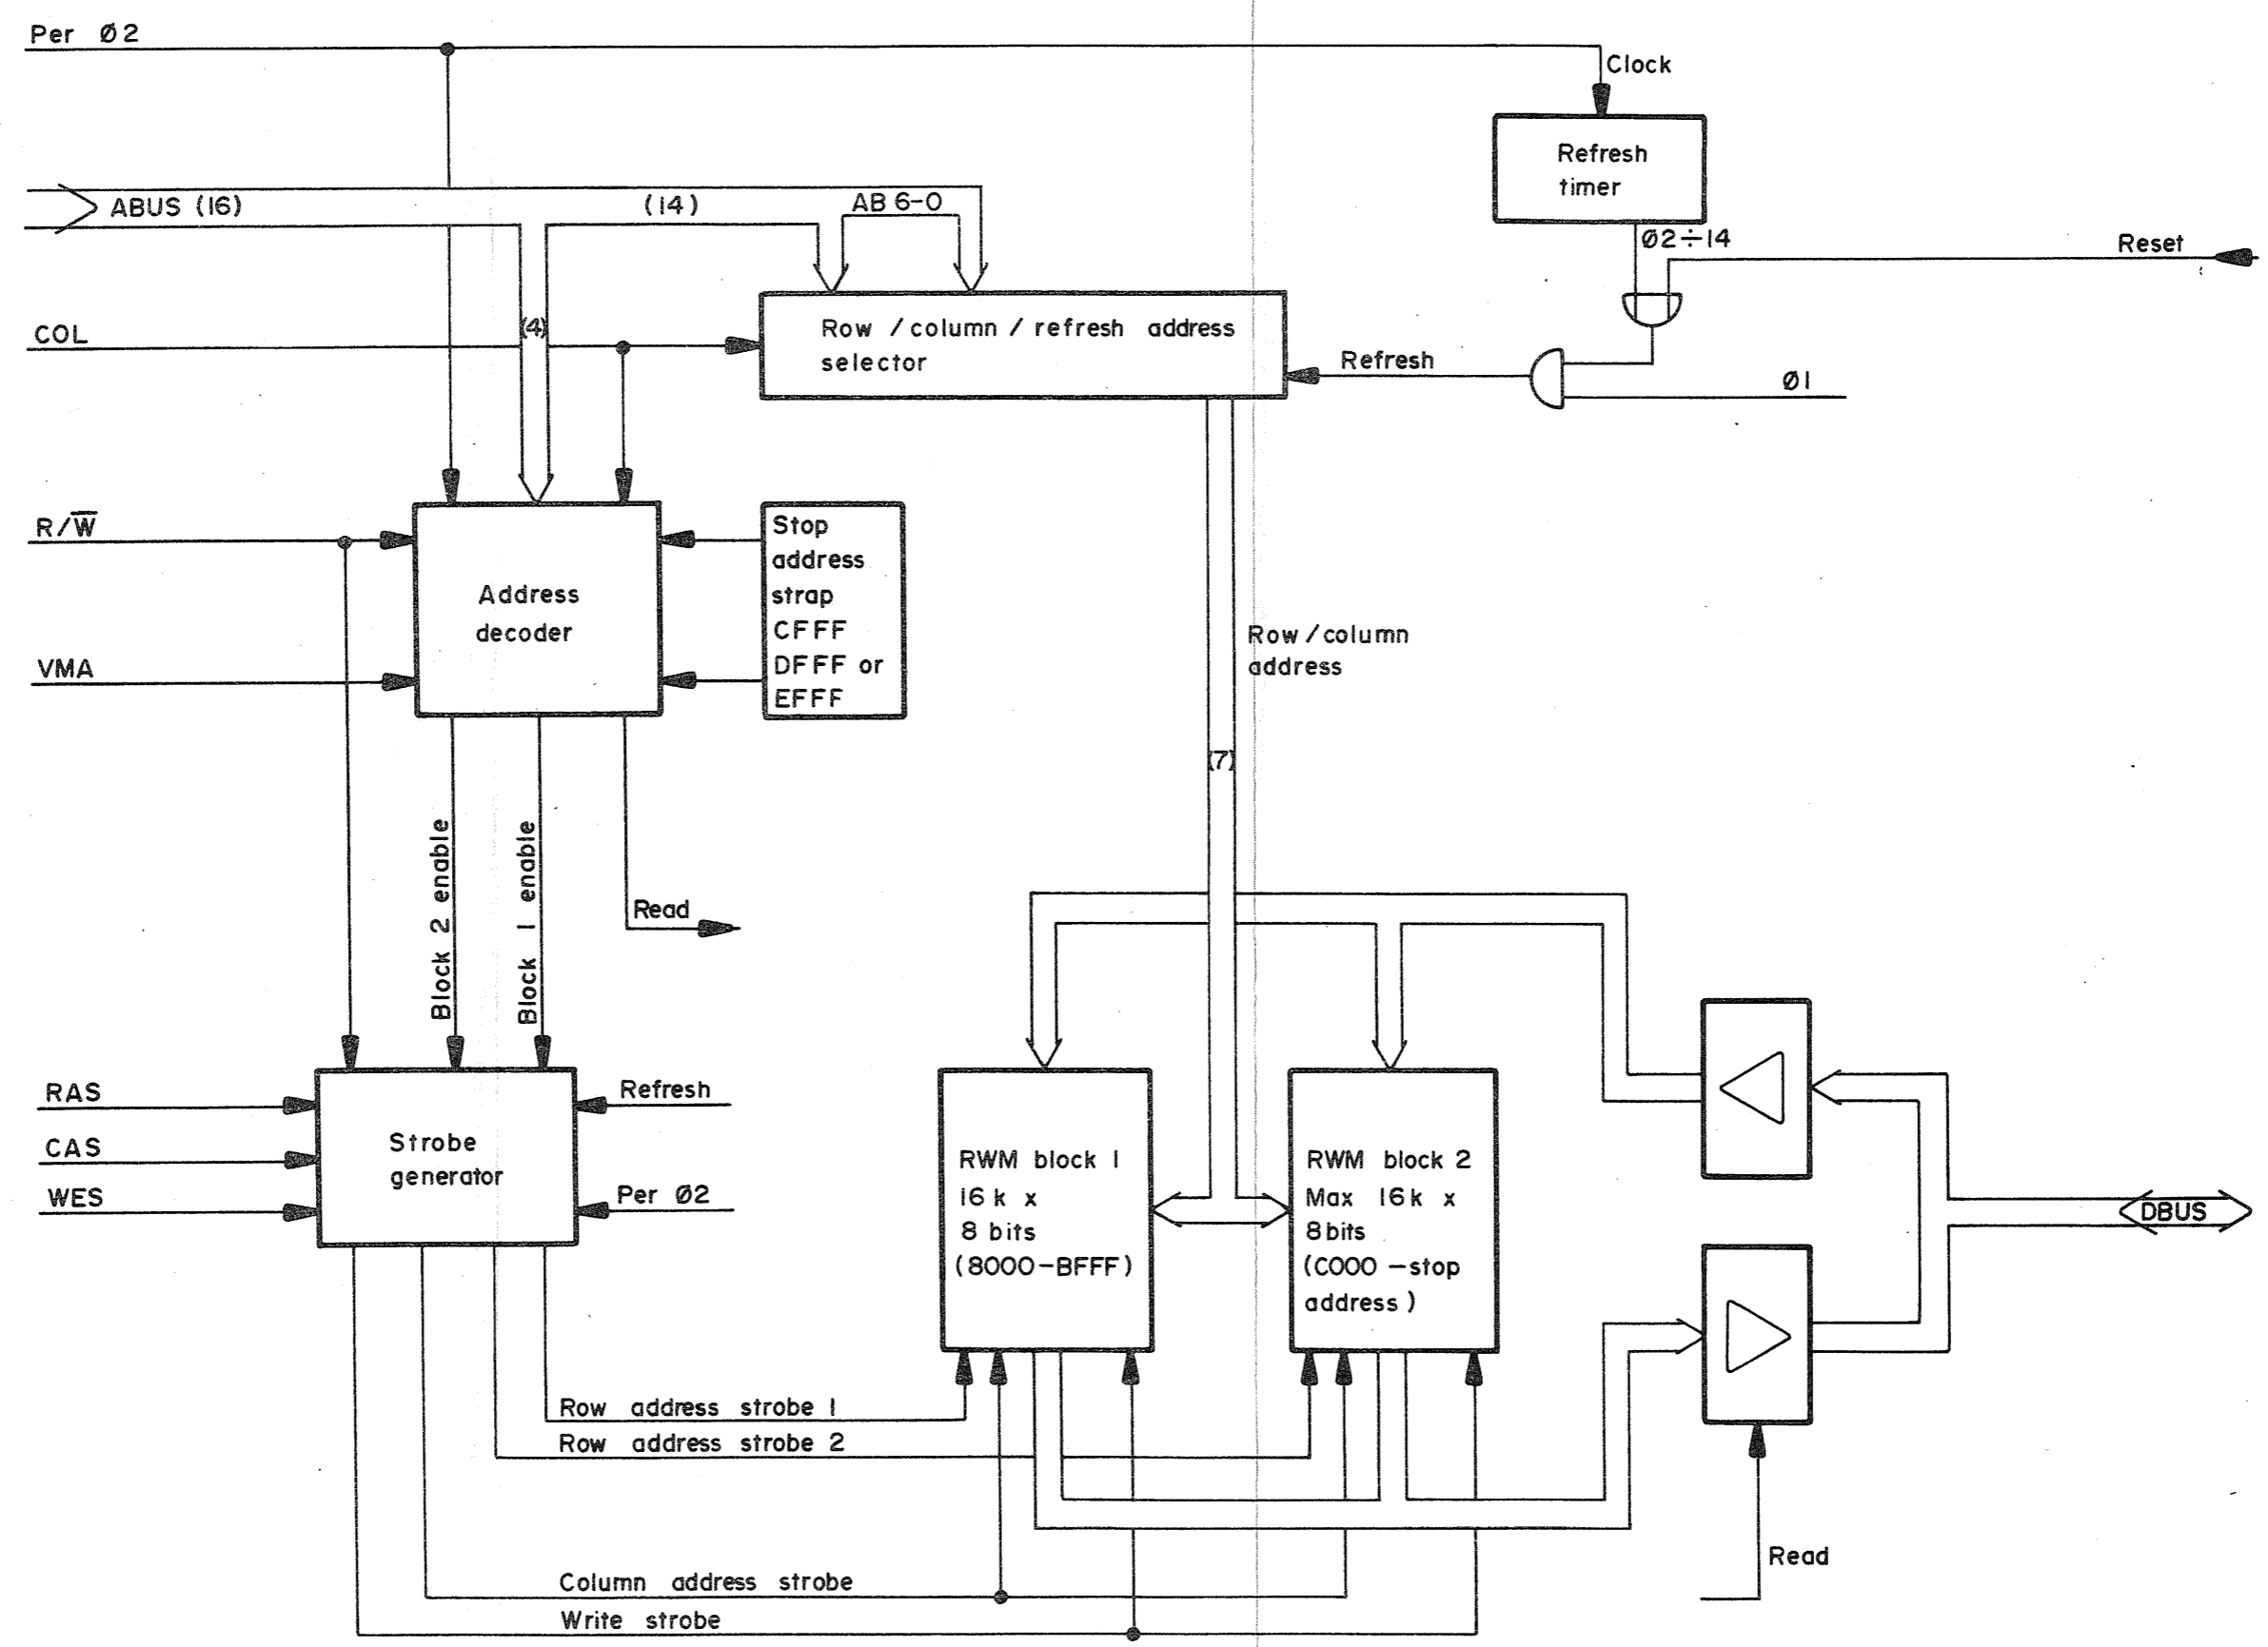 Per Ø2
Clock
Refresh
timer
ABUS (16)
(14)
AB 6-0
Ø2÷14
Reset
COL
(4)
Row / column / refresh address
selector
Refresh
Ø1
R/W̅
Stop
address
strap
CFFF
DFFF or
EFFF
Address
decoder
VMA
Row / column
address
(7)
Block 2 enable
Block 1 enable
Read
RAS
Refresh
CAS
Strobe
generator
WES
Per Ø2
RWM block 1
16 k x
8 bits
(8000-BFFF)
RWM block 2
Max 16 k x
8 bits
(C000 -stop
address)
DBUS
Row address strobe 1
Row address strobe 2
Read
Column address strobe
Write strobe